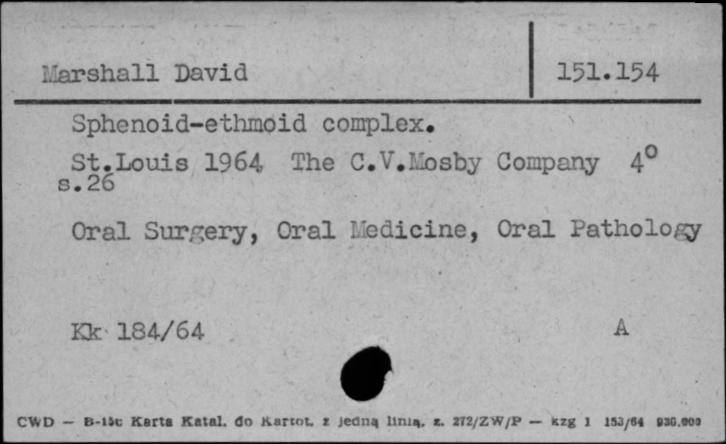 Marshall David 151.154
Sphenoid-ethmoid complex.
St.Louis 1964 The C.V.Mosby Company 4°
s.26
Oral Surgery, Oral Medicine, Oral Pathology
Kk 184/64 A
CWD — B-15c Karta Katal. do Kartot. z jedną linią, z. 272/ZW/P — kzg 1 153/64 930.000